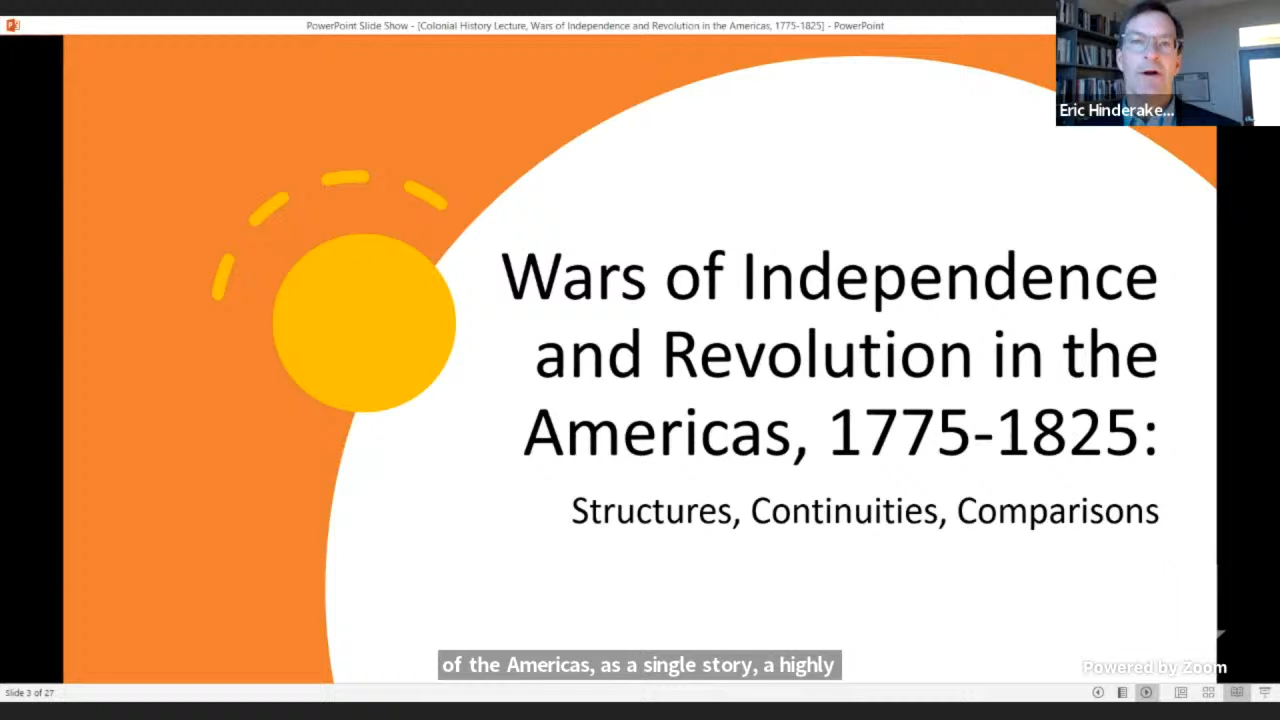 PowerPoint Slide Show - [Colonial History Lecture, Wars of Independence and Revolution in the Americas, 1775-1825] - PowerPoint
Eric Hinderake...
Wars of Independence
and Revolution in the
Americas, 1775-1825:
Structures, Continuities, Comparisons
of the Americas, as a single story, a highly
Powered by Zoom
Slide 3 of 27